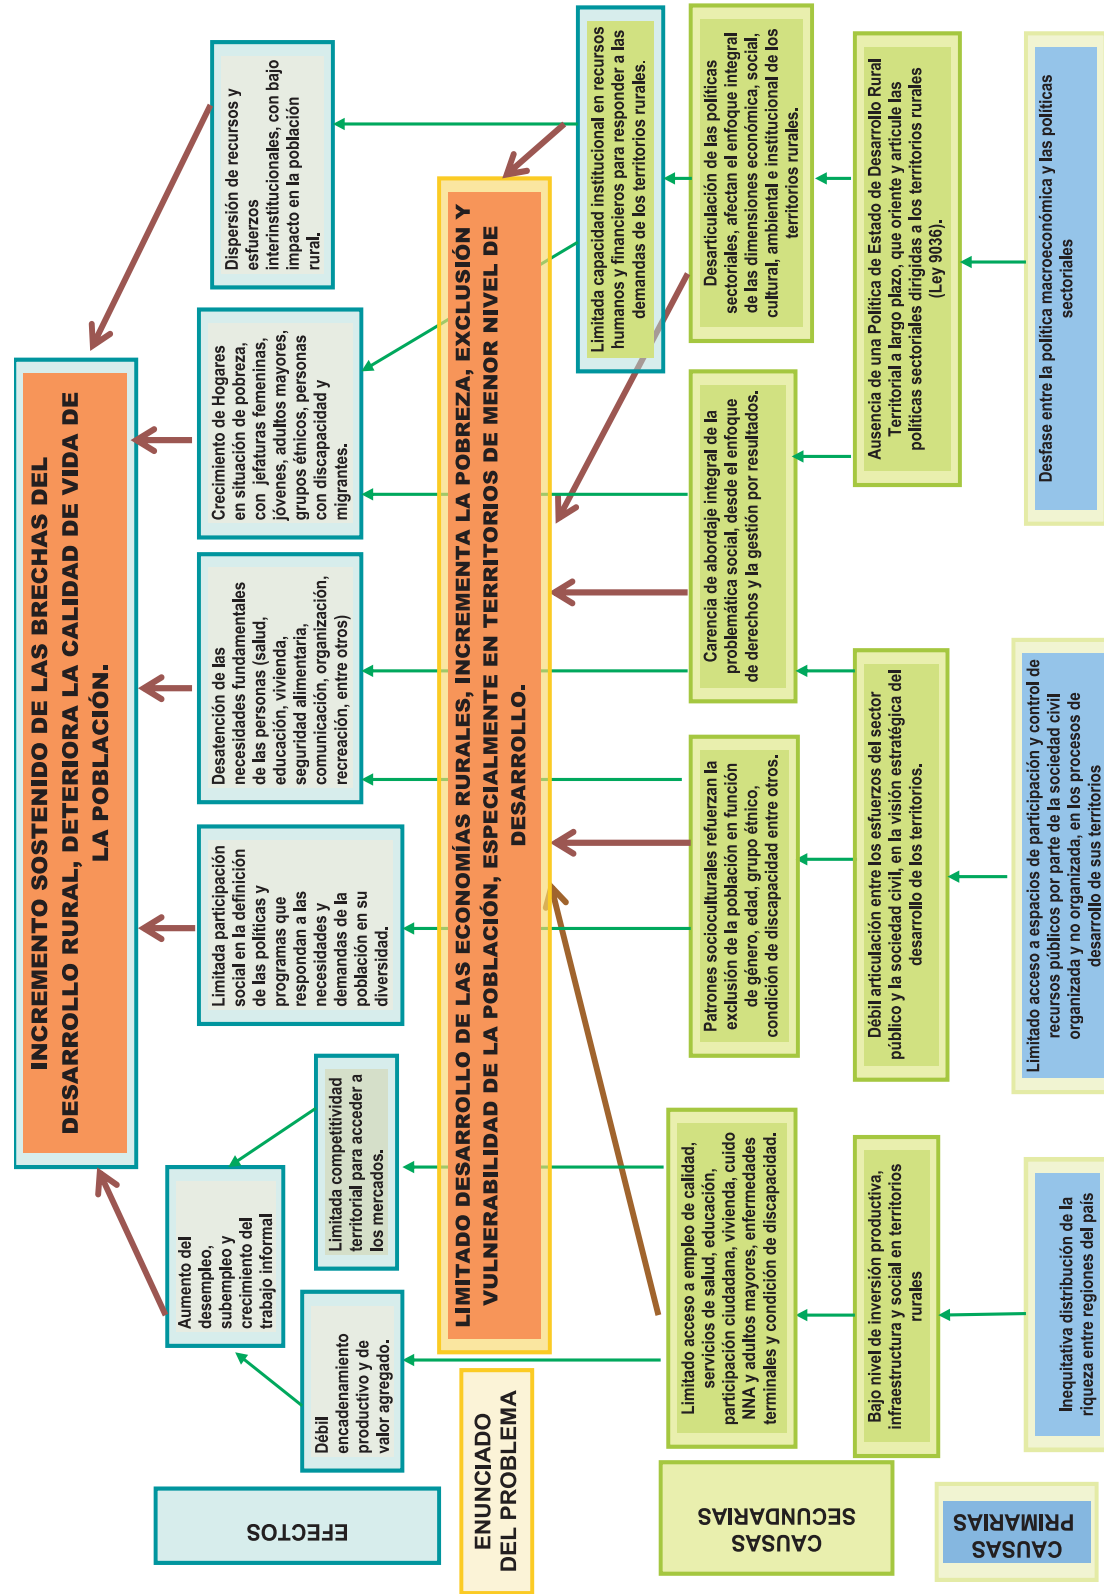 INCREMENTO SOSTENIDO DE LAS BRECHAS DEL
DESARRROLLO RURAL, DETERIORA LA CALIDAD DE VIDA DE
LA POBLACIÓN.
EFECTOS
Aumento del
desempleo,
subempleo y
crecimiento del
trabajo informal
Débil
encadenamiento
productivo y de
valor agregado.
Limitada competitividad
territorial para acceder a
los mercados.
Limitada participación
social en la definición
de las políticas y
programas que
respondan a las
necesidades y
demandas de la
población en su
diversidad.
Desatención de las
necesidades fundamentales
de las personas (salud,
educación, vivienda,
seguridad alimentaria,
comunicación, organización,
recreación, entre otros)
Crecimiento de Hogares
en situación de pobreza,
con jefaturas femeninas,
jóvenes, adultos mayores,
grupos étnicos, personas
con discapacidad y
migrantes.
Dispersión de recursos y
esfuerzos
interinstitucionales, con bajo
impacto en la población
rural.
ENUNCIADO
DEL PROBLEMA
LIMITADO DESARROLLO DE LAS ECONOMÍAS RURALES, INCREMENTA LA POBREZA, EXCLUSIÓN Y
VULNERABILIDAD DE LA POBLACIÓN, ESPECIALMENTE EN TERRITORIOS DE MENOR NIVEL DE
DESARROLLO.
Limitada capacidad institucional en recursos
humanos y financieros para responder a las
demandas de los territorios rurales.
CAUSAS
SECUNDARIAS
Limitado acceso a empleo de calidad,
servicios de salud, educación,
participación ciudadana, vivienda, cuido
NNA y adultos mayores, enfermedades
terminales y condición de discapacidad.
Patrones socioculturales refuerzan la
exclusión de la población en función
de género, edad, grupo étnico,
condición de discapacidad entre otros.
Carencia de abordaje integral de la
problemática social, desde el enfoque
de derechos y la gestión por resultados.
Desarticulación de las políticas
sectoriales, afectan el enfoque integral
de las dimensiones económica, social,
cultural, ambiental e institucional de los
territorios rurales.
Bajo nivel de inversión productiva,
infraestructura y social en territorios
rurales
Débil articulación entre los esfuerzos del sector
público y la sociedad civil, en la visión estratégica del
desarrollo de los territorios.
Ausencia de una Política de Estado de Desarrollo Rural
Territorial a largo plazo, que oriente y articule las
políticas sectoriales dirigidas a los territorios rurales
(Ley 9036).
CAUSAS
PRIMARIAS
Inequitativa distribución de la
riqueza entre regiones del país
Limitado acceso a espacios de participación y control de
recursos públicos por parte de la sociedad civil
organizada y no organizada, en los procesos de
desarrollo de sus territorios
Desfase entre la política macroeconómica y las políticas
sectoriales